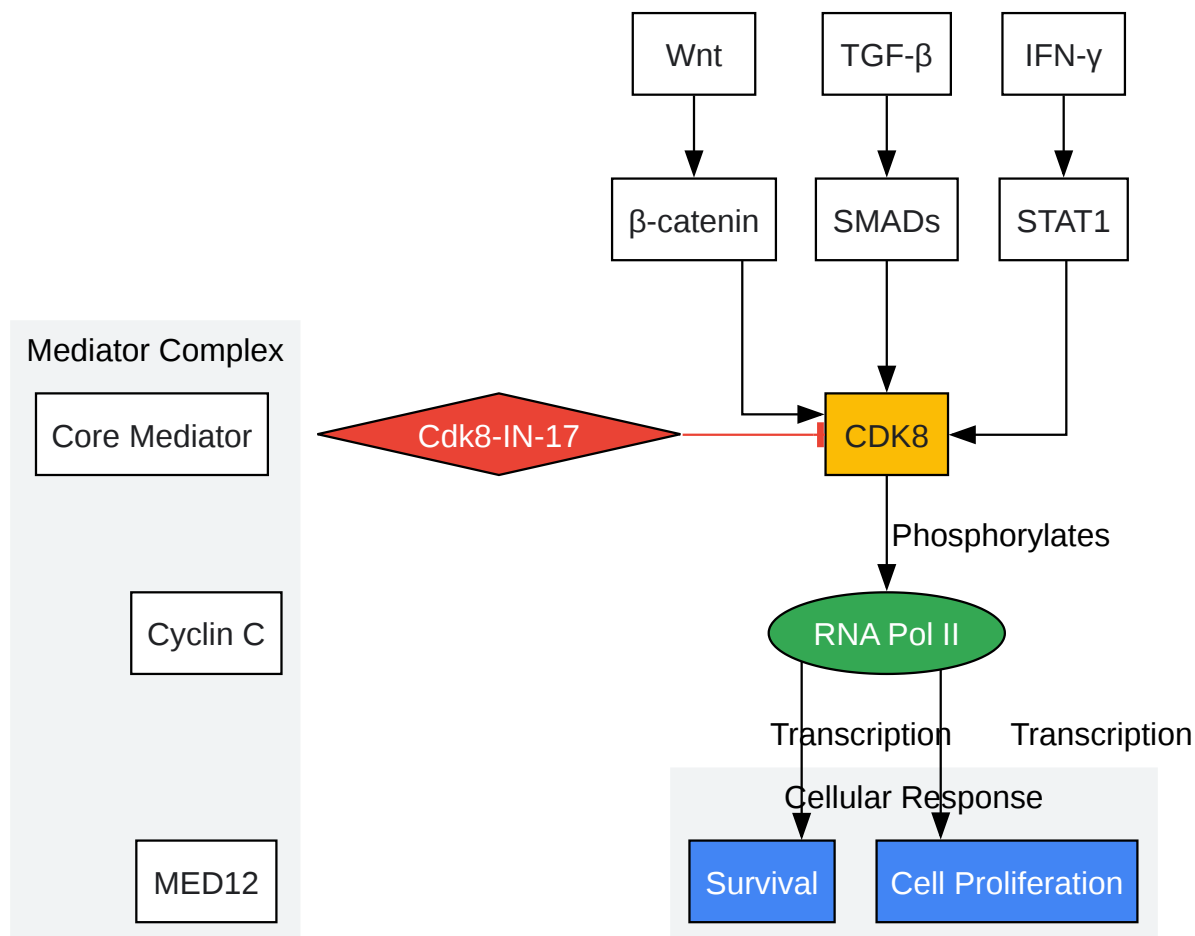 Wnt
TGF-β
IFN-γ
β-catenin
SMADs
STAT1
Mediator Complex
Core Mediator
Cdk8-IN-17
CDK8
Phosphorylates
Cyclin C
RNA Pol II
Transcription
Transcription
Cellular Response
MED12
Survival
Cell Proliferation